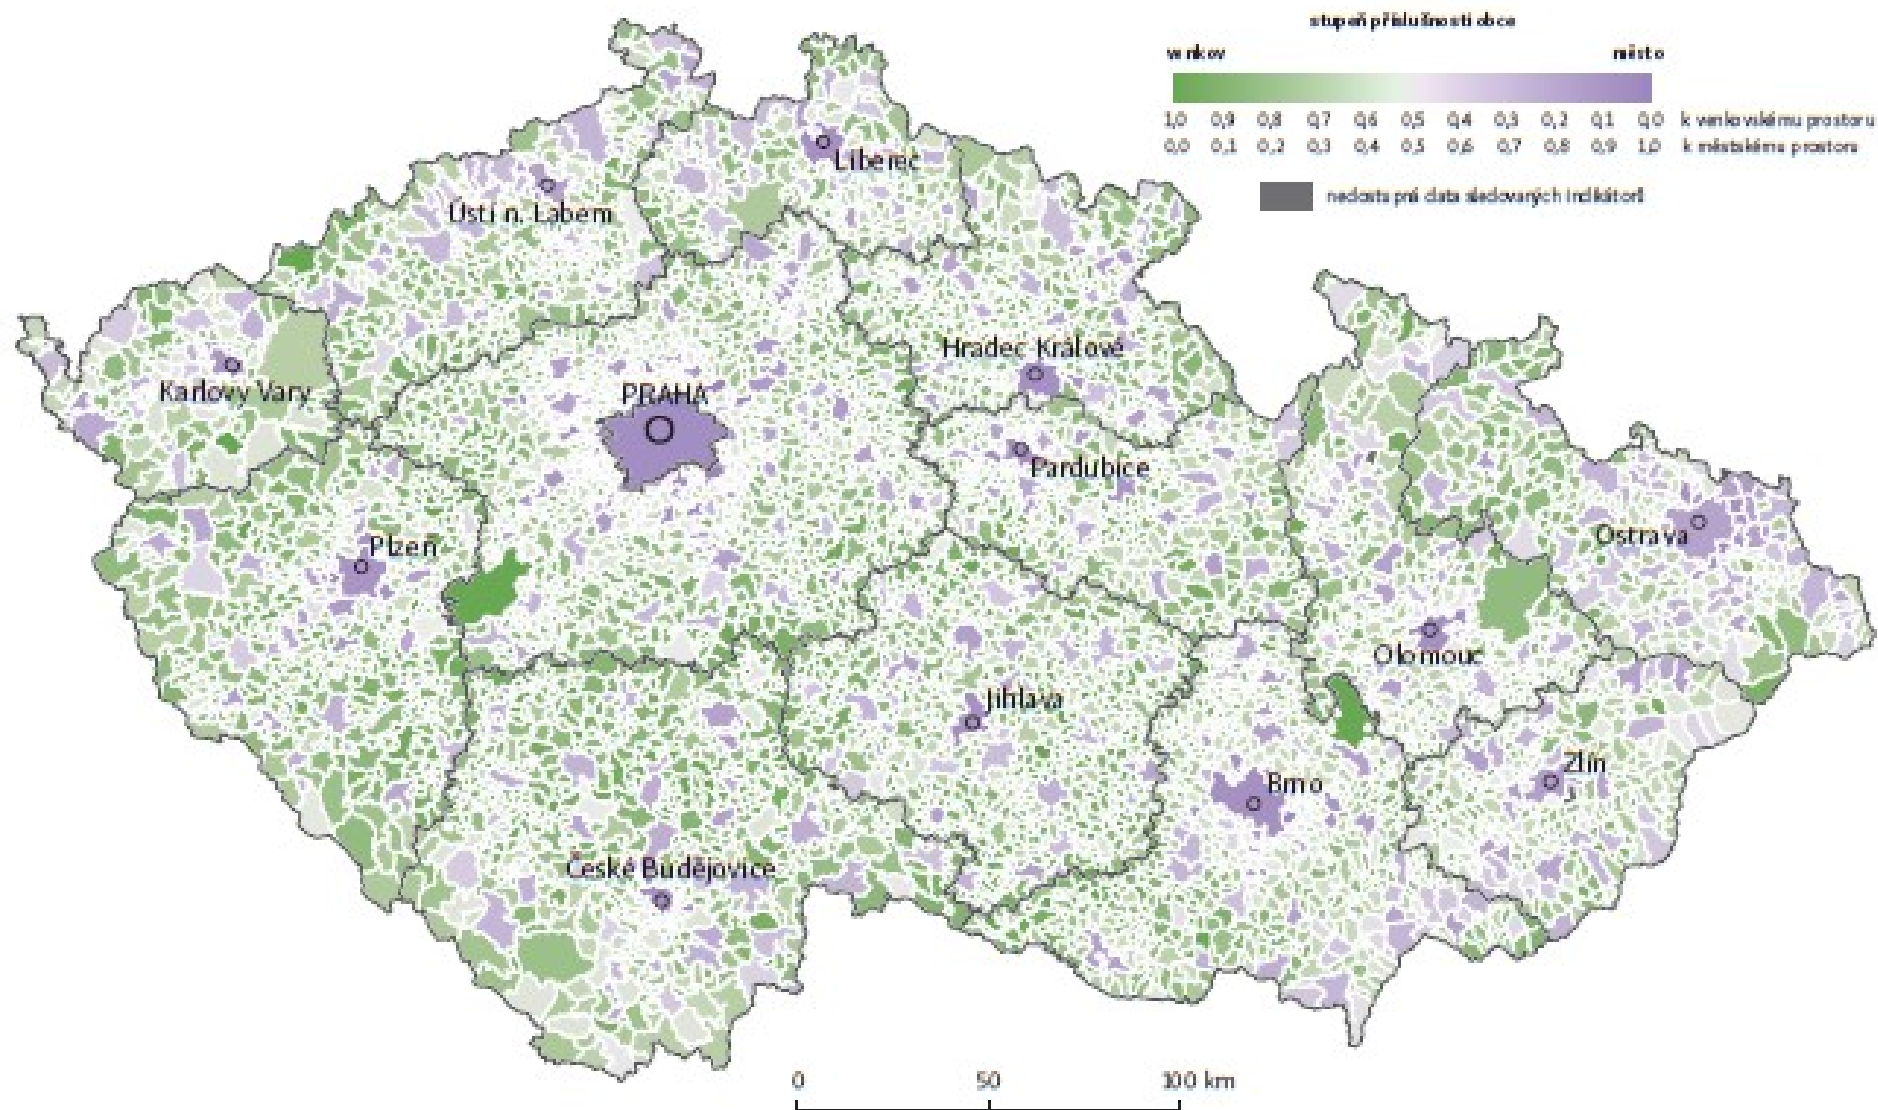 stupeň příslušnosti obce
venkov město
1,0 0,9 0,8 0,7 0,6 0,5 0,4 0,3 0,2 0,1 0,0 k venkovskému prostoru
0,0 0,1 0,2 0,3 0,4 0,5 0,6 0,7 0,8 0,9 1,0 k městskému prostoru
nedostupná data sledovaných indikátorů
Liberec
Ústí n. Labem
Hradec Králové
Karlovy Vary
PRAHA
Pardubice
Ostrava
Plzeň
Olomouc
Jihlava
Zlín
Brno
České Budějovice
0 50 100 km